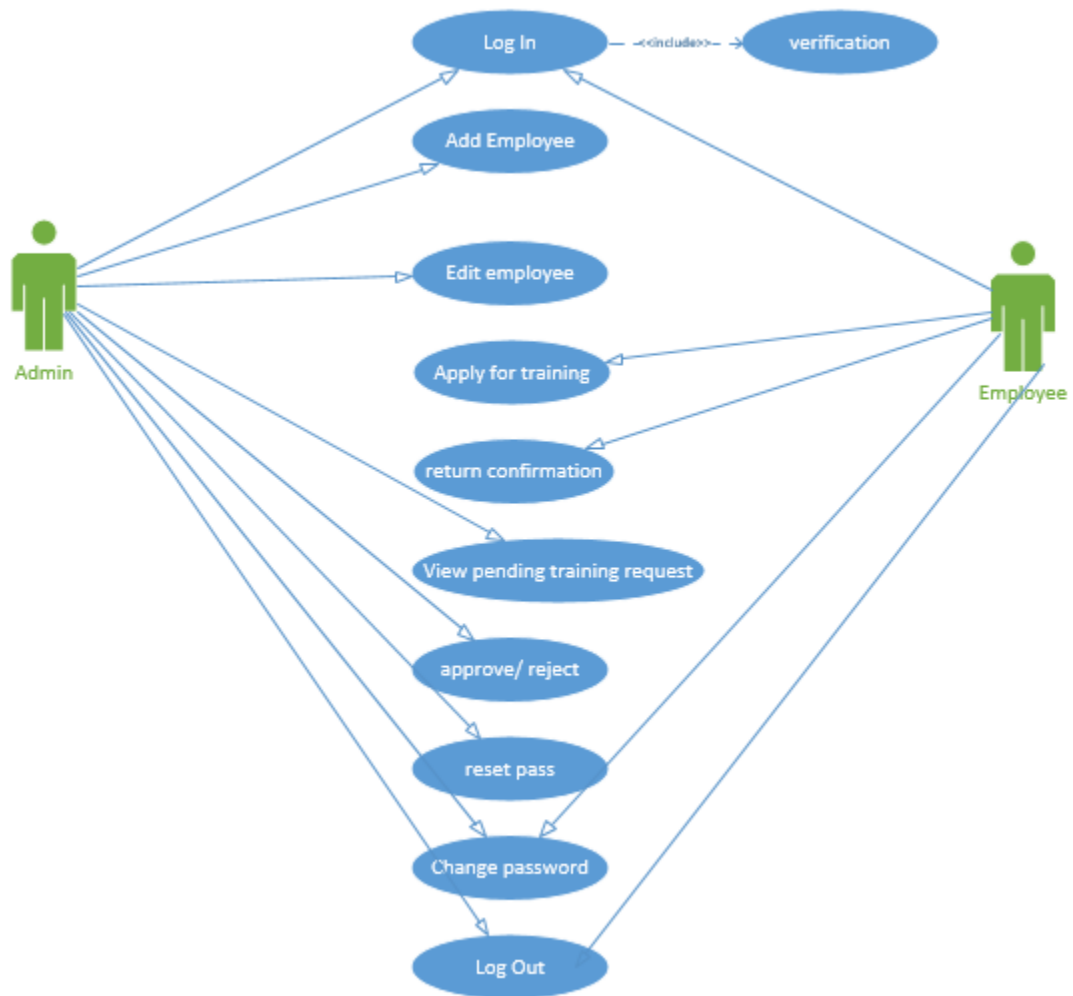 Log In
<<include>>
verification
Add Employee
Edit employee
Admin
Apply for training
Employee
return confirmation
View pending training request
approve/ reject
reset pass
Change password
Log Out